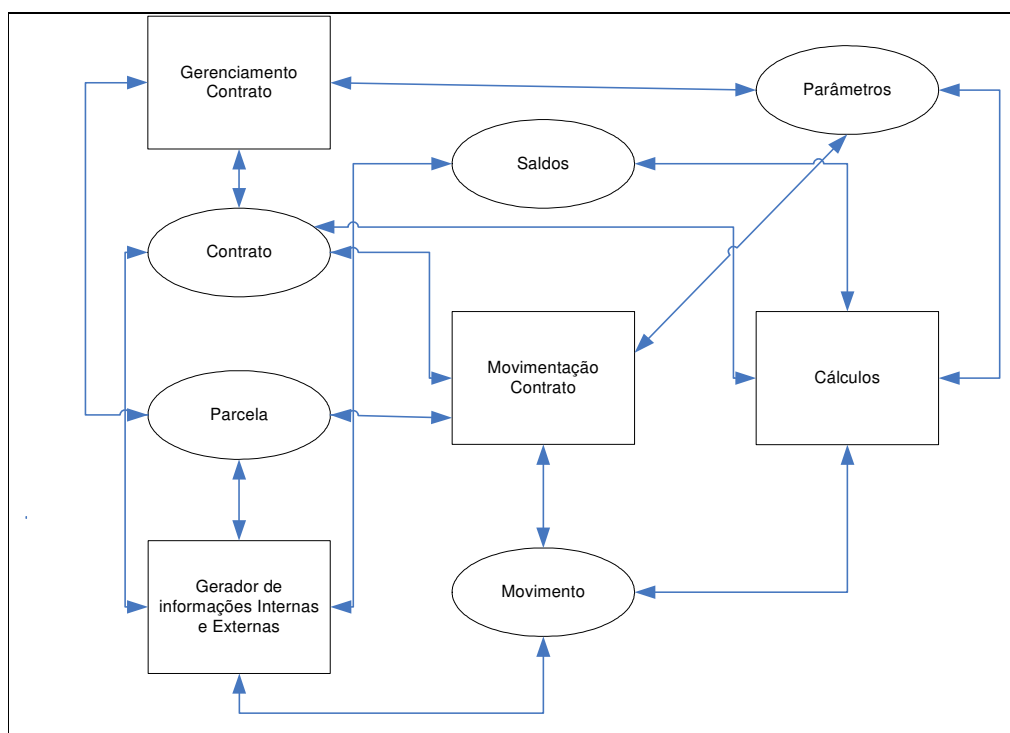 Gerenciamento
Contrato
Parâmetros
Saldos
Contrato
Movimentação
Contrato
Cálculos
Parcela
Gerador de
informações Internas
e Externas
Movimento